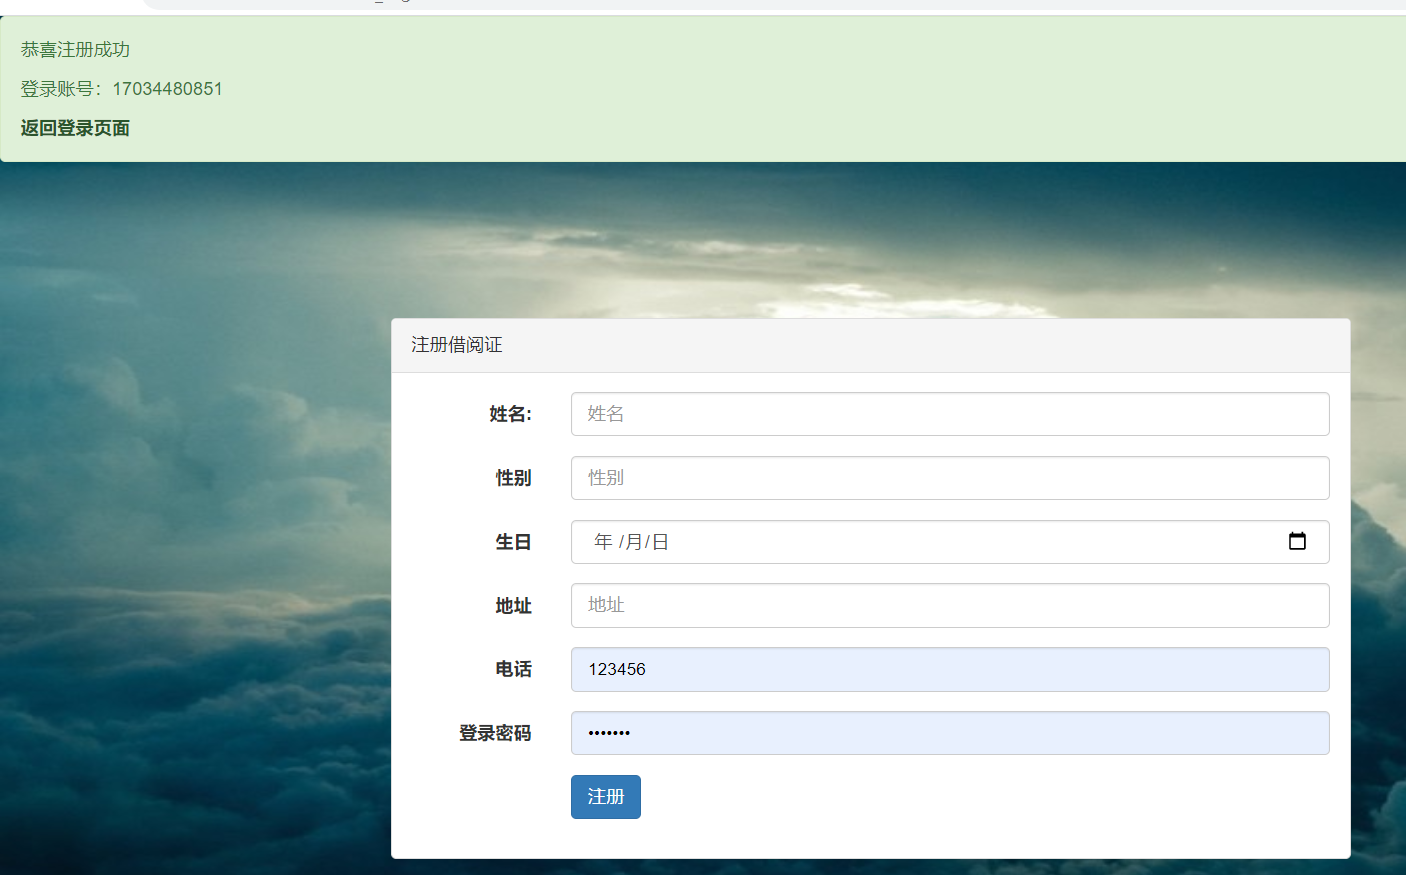 恭喜注册成功
登录账号：17034480851
返回登录页面
注册借阅证
姓名: 姓名
性别 性别
生日 年 /月/日
地址 地址
电话 123456
登录密码 •••••••
注册